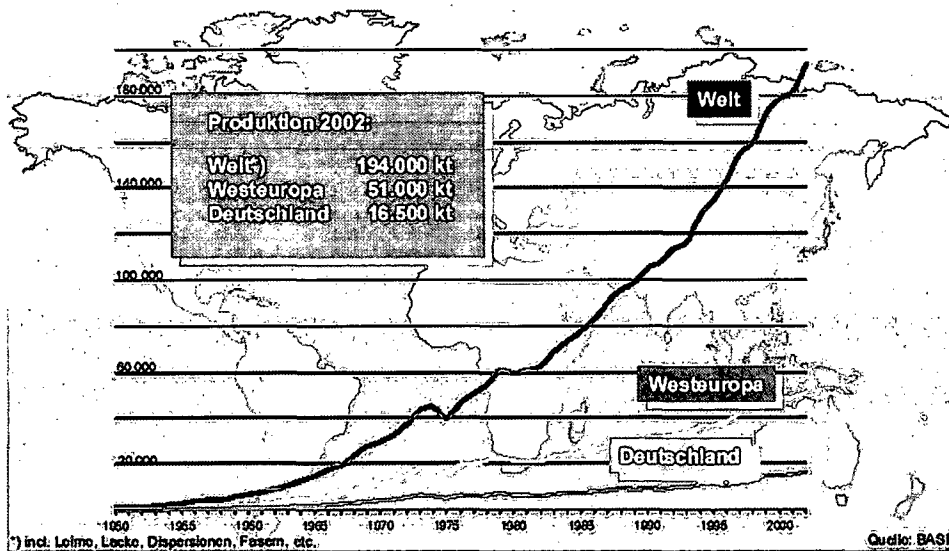 180.000
Welt
Produktion 2002:
Welt*) 194.000 kt
Westeuropa 51.000 kt
Deutschland 16.500 kt
140.000
100.000
60.000
Westeuropa
Deutschland
20.000
1950 1955 1960 1965 1970 1975 1980 1985 1990 1995 2000
*) incl. Leime, Lacke, Dispersionen, Fasern, etc.
Quelle: BASF